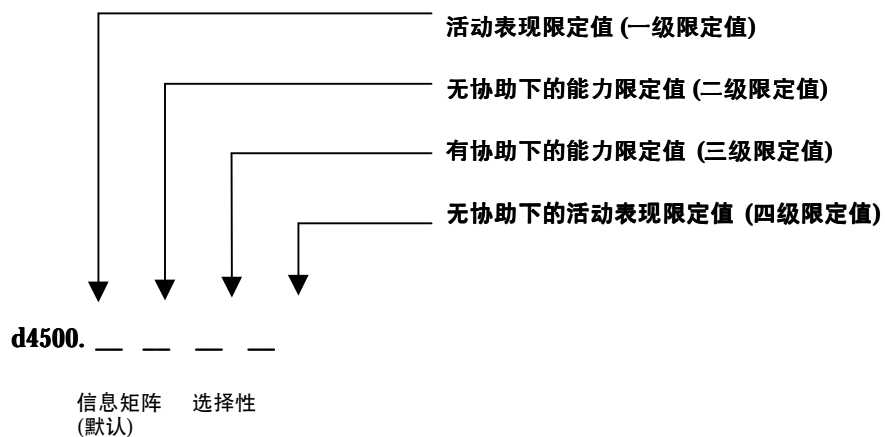 活动表现限定值 (一级限定值)
无协助下的能力限定值 (二级限定值)
有协助下的能力限定值 (三级限定值)
无协助下的活动表现限定值 (四级限定值)
d4500. __ __ __ __
信息矩阵 选择性
(默认)